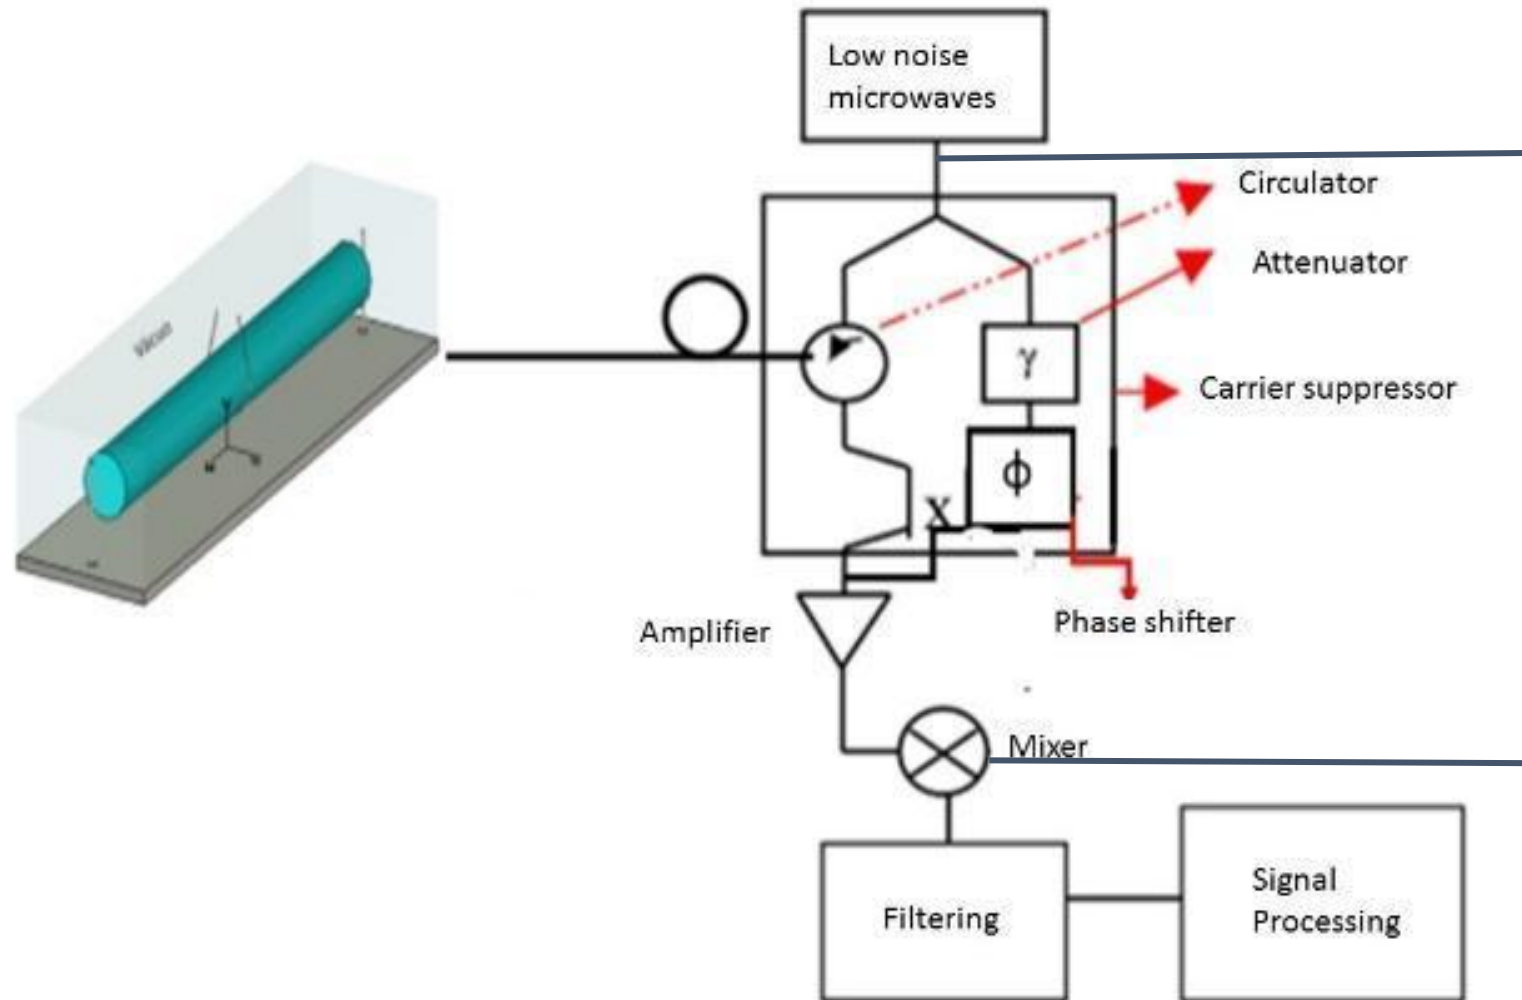 Low noise
microwaves
Circulator
Attenuator
γ
Carrier suppressor
ϕ
X
Phase shifter
Amplifier
Mixer
Filtering
Signal
Processing